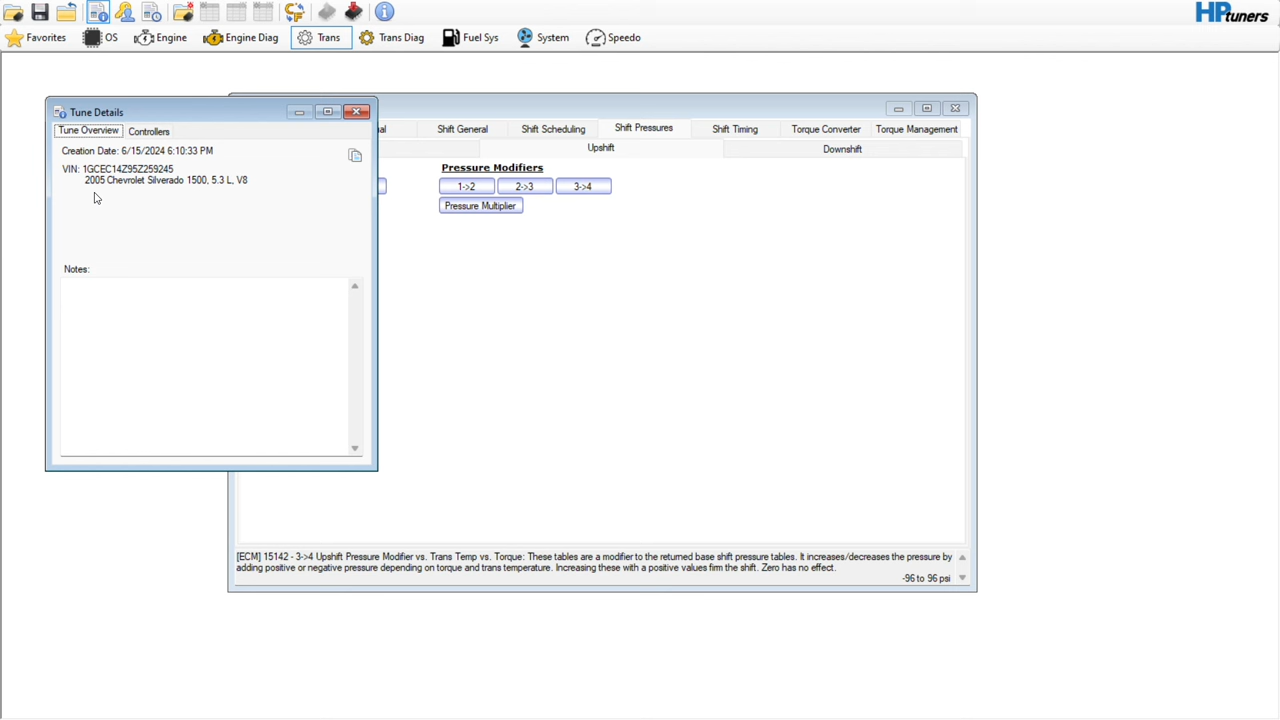 HPtuners
Favorites OS Engine Engine Diag Trans Trans Diag Fuel Sys System Speedo
Tune Details
Tune Overview Controllers
Creation Date: 6/15/2024 6:10:33 PM
VIN: 1GCEC14Z95Z259245
2005 Chevrolet Silverado 1500, 5.3 L, V8
Notes:
al Shift General Shift Scheduling Shift Pressures Shift Timing Torque Converter Torque Management
Upshift Downshift
Pressure Modifiers
1->2 2->3 3->4
Pressure Multiplier
[ECM] 15142 - 3->4 Upshift Pressure Modifier vs. Trans Temp vs. Torque: These tables are a modifier to the returned base shift pressure tables. It increases/decreases the pressure by
adding positive or negative pressure depending on torque and trans temperature. Increasing these with a positive values firm the shift. Zero has no effect.
-96 to 96 psi